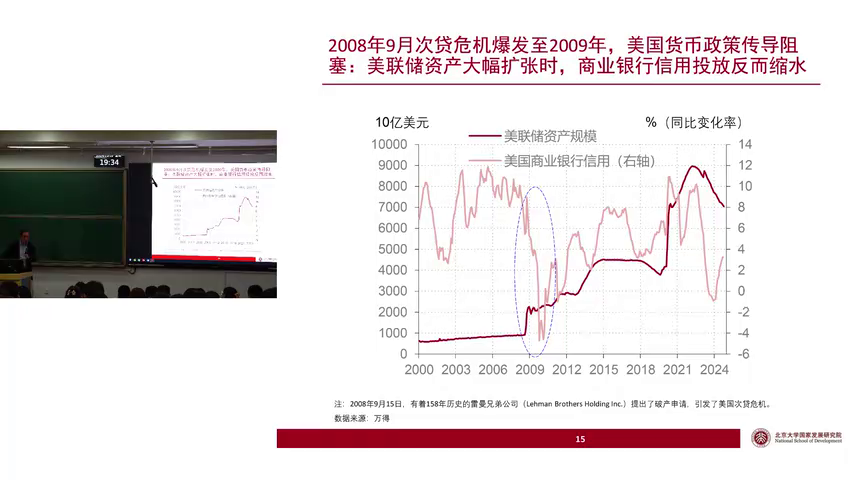 2008年9月次贷危机爆发至2009年，美国货币政策传导阻
塞：美联储资产大幅扩张时，商业银行信用投放反而缩水
10亿美元
%（同比变化率）
美联储资产规模
美国商业银行信用（右轴）
10000
9000
8000
7000
6000
5000
4000
3000
2000
1000
0
14
12
10
8
6
4
2
0
-2
-4
-6
2000 2003 2006 2009 2012 2015 2018 2021 2024
19:34
注：2008年9月15日，有着158年历史的雷曼兄弟公司（Lehman Brothers Holding Inc.）提出了破产申请，引发了美国次贷危机。
数据来源：万得
15
北京大学国家发展研究院
National School of Development